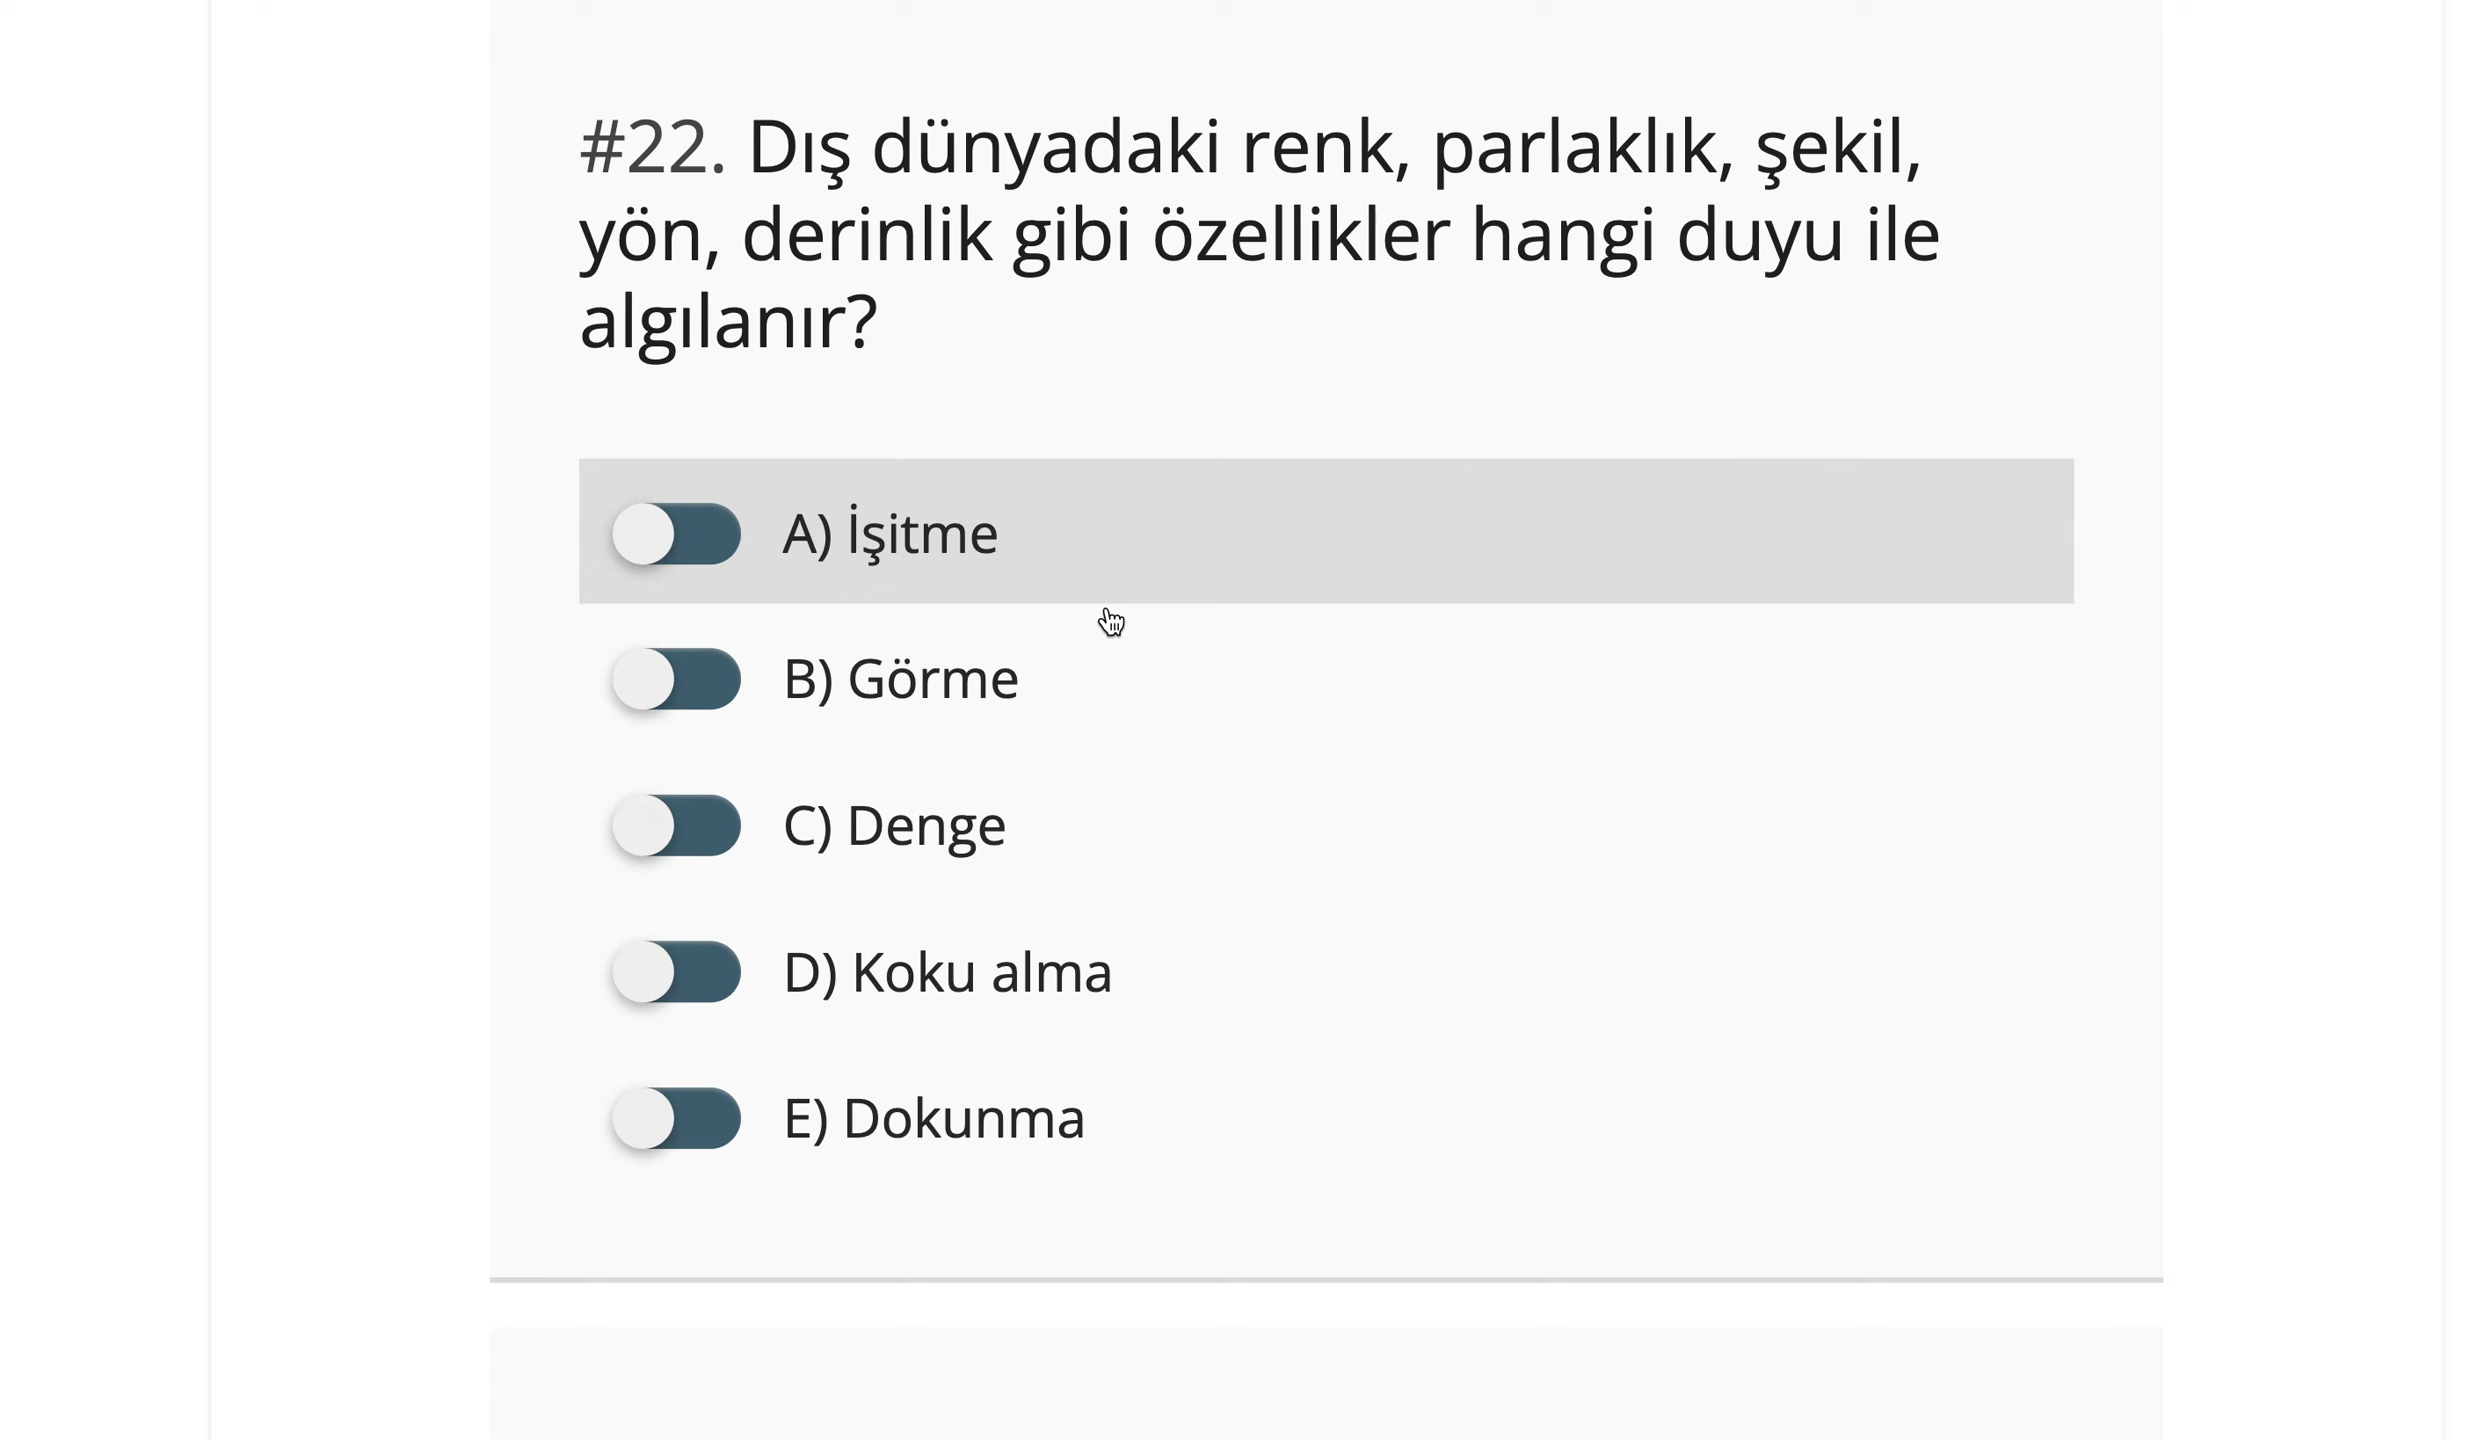 #22. Dış dünyadaki renk, parlaklık, şekil,
yön, derinlik gibi özellikler hangi duyu ile
algılanır?
A) İşitme
B) Görme
C) Denge
D) Koku alma
E) Dokunma